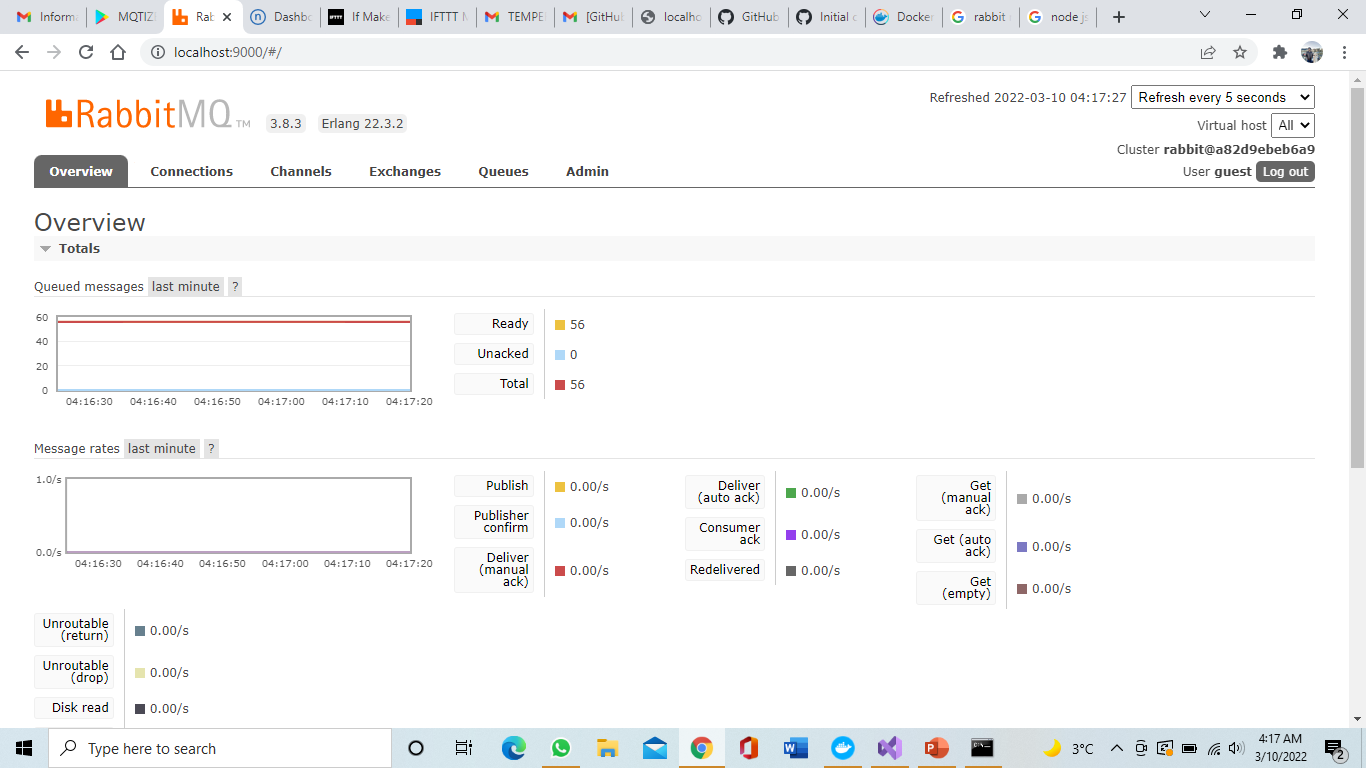 Informa
MQTIZ
Rab
Dashbo
IFTTT
If Make
IFTTT M
TEMPE
[GitHub
localho
GitHub
Initial c
Docker
rabbit
node js
localhost:9000/#/
RabbitMQ TM 3.8.3 Erlang 22.3.2
Refreshed 2022-03-10 04:17:27 Refresh every 5 seconds
Virtual host All
Cluster rabbit@a82d9ebeb6a9
User guest Log out
Overview Connections Channels Exchanges Queues Admin
Overview
Totals
Queued messages last minute ?
60
40
20
0
04:16:30 04:16:40 04:16:50 04:17:00 04:17:10 04:17:20
Ready 56
Unacked 0
Total 56
Message rates last minute ?
1.0/s
0.0/s
04:16:30 04:16:40 04:16:50 04:17:00 04:17:10 04:17:20
Publish 0.00/s
Publisher
confirm 0.00/s
Deliver
(manual
ack) 0.00/s
Deliver
(auto ack) 0.00/s
Consumer
ack 0.00/s
Redelivered 0.00/s
Get
(manual
ack) 0.00/s
Get (auto
ack) 0.00/s
Get
(empty) 0.00/s
Unroutable
(return) 0.00/s
Unroutable
(drop) 0.00/s
Disk read 0.00/s
Type here to search
3°C
4:17 AM
3/10/2022
2